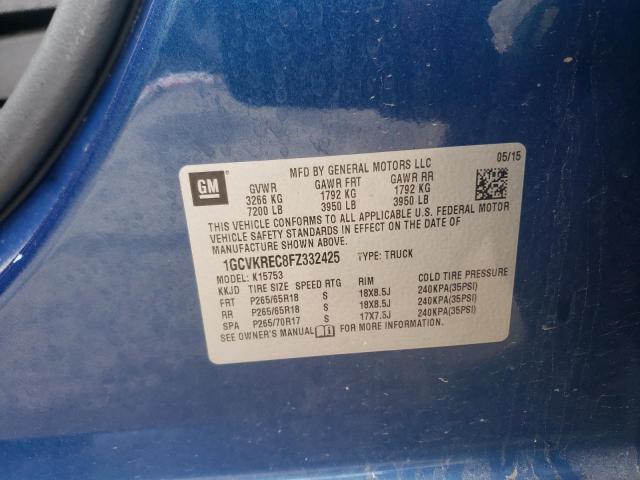 MFD BY GENERAL MOTORS LLC 05/15
GM
GVWR GAWR FRT GAWR RR
3266 KG 1792 KG 1792 KG
7200 LB 3950 LB 3950 LB
THIS VEHICLE CONFORMS TO ALL APPLICABLE U.S. FEDERAL MOTOR
VEHICLE SAFETY STANDARDS IN EFFECT ON THE DATE OF
MANUFACTURE SHOWN ABOVE.
1GCVKREC8FZ332425 TYPE: TRUCK
MODEL: K15753
KKJD TIRE SIZE SPEED RTG RIM COLD TIRE PRESSURE
FRT P265/65R18 S 18X8.5J 240KPA(35PSI)
RR P265/65R18 S 18X8.5J 240KPA(35PSI)
SPA P265/70R17 S 17X7.5J 240KPA(35PSI)
SEE OWNER'S MANUAL FOR MORE INFORMATION.